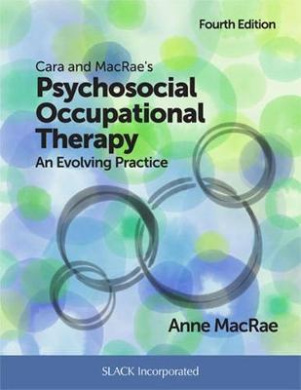 Fourth Edition
Cara and MacRae's
Psychosocial
Occupational
Therapy
An Evolving Practice
Anne MacRae
SLACK Incorporated